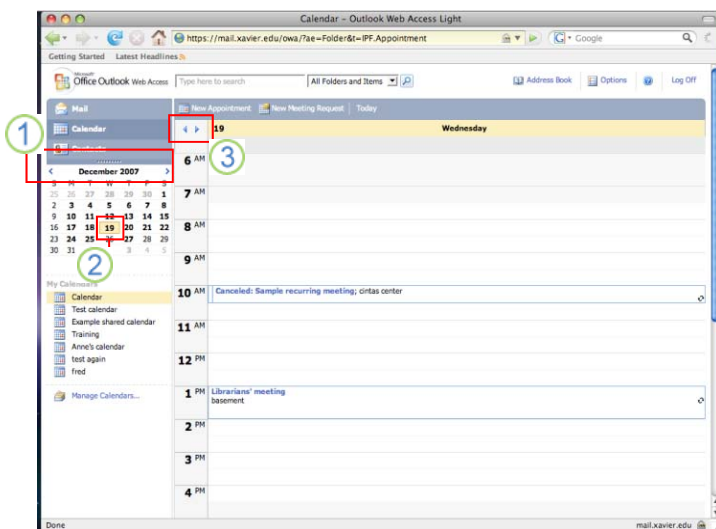 Calendar - Outlook Web Access Light
https://mail.xavier.edu/owa/?ae=Folder&t=IPF.Appointment
Google
Getting Started Latest Headlines
Microsoft
Office Outlook Web Access
Type here to search
All Folders and Items
Address Book Options Log Off
Mail
New Appointment New Meeting Request Today
Calendar
19 Wednesday
Contacts
1
3
< December 2007 >
S M T W T F S
25 26 27 28 29 30 1
2 3 4 5 6 7 8
9 10 11 12 13 14 15
16 17 18 19 20 21 22
23 24 25 26 27 28 29
30 31 3 4 5
2
My Calendars
Calendar
Test calendar
Example shared calendar
Training
Anne's calendar
test again
fred
Manage Calendars...
6 AM
7 AM
8 AM
9 AM
10 AM Canceled: Sample recurring meeting; cintas center
11 AM
12 PM
1 PM Librarians' meeting
basement
2 PM
3 PM
4 PM
Done
mail.xavier.edu